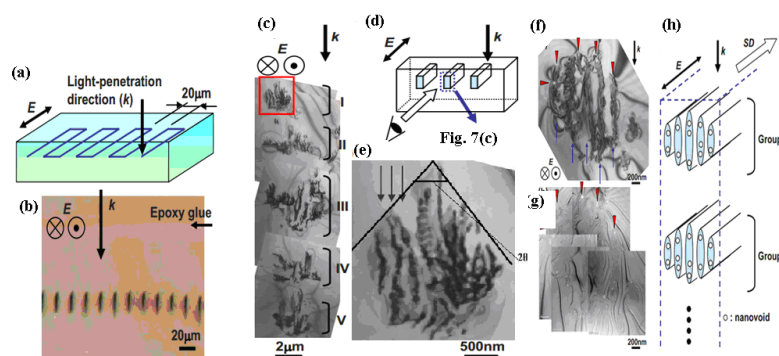 (a)
Light-penetration
direction (k)
20μm
E
(b)
E
k
Epoxy glue
20μm
(c)
k
E
I
II
III
IV
V
2μm
(d)
E
k
Fig. 7(c)
(e)
2θ
500nm
(f)
k
E
200nm
(g)
200nm
(h)
k
SD
E
Group
Group
: nanovoid